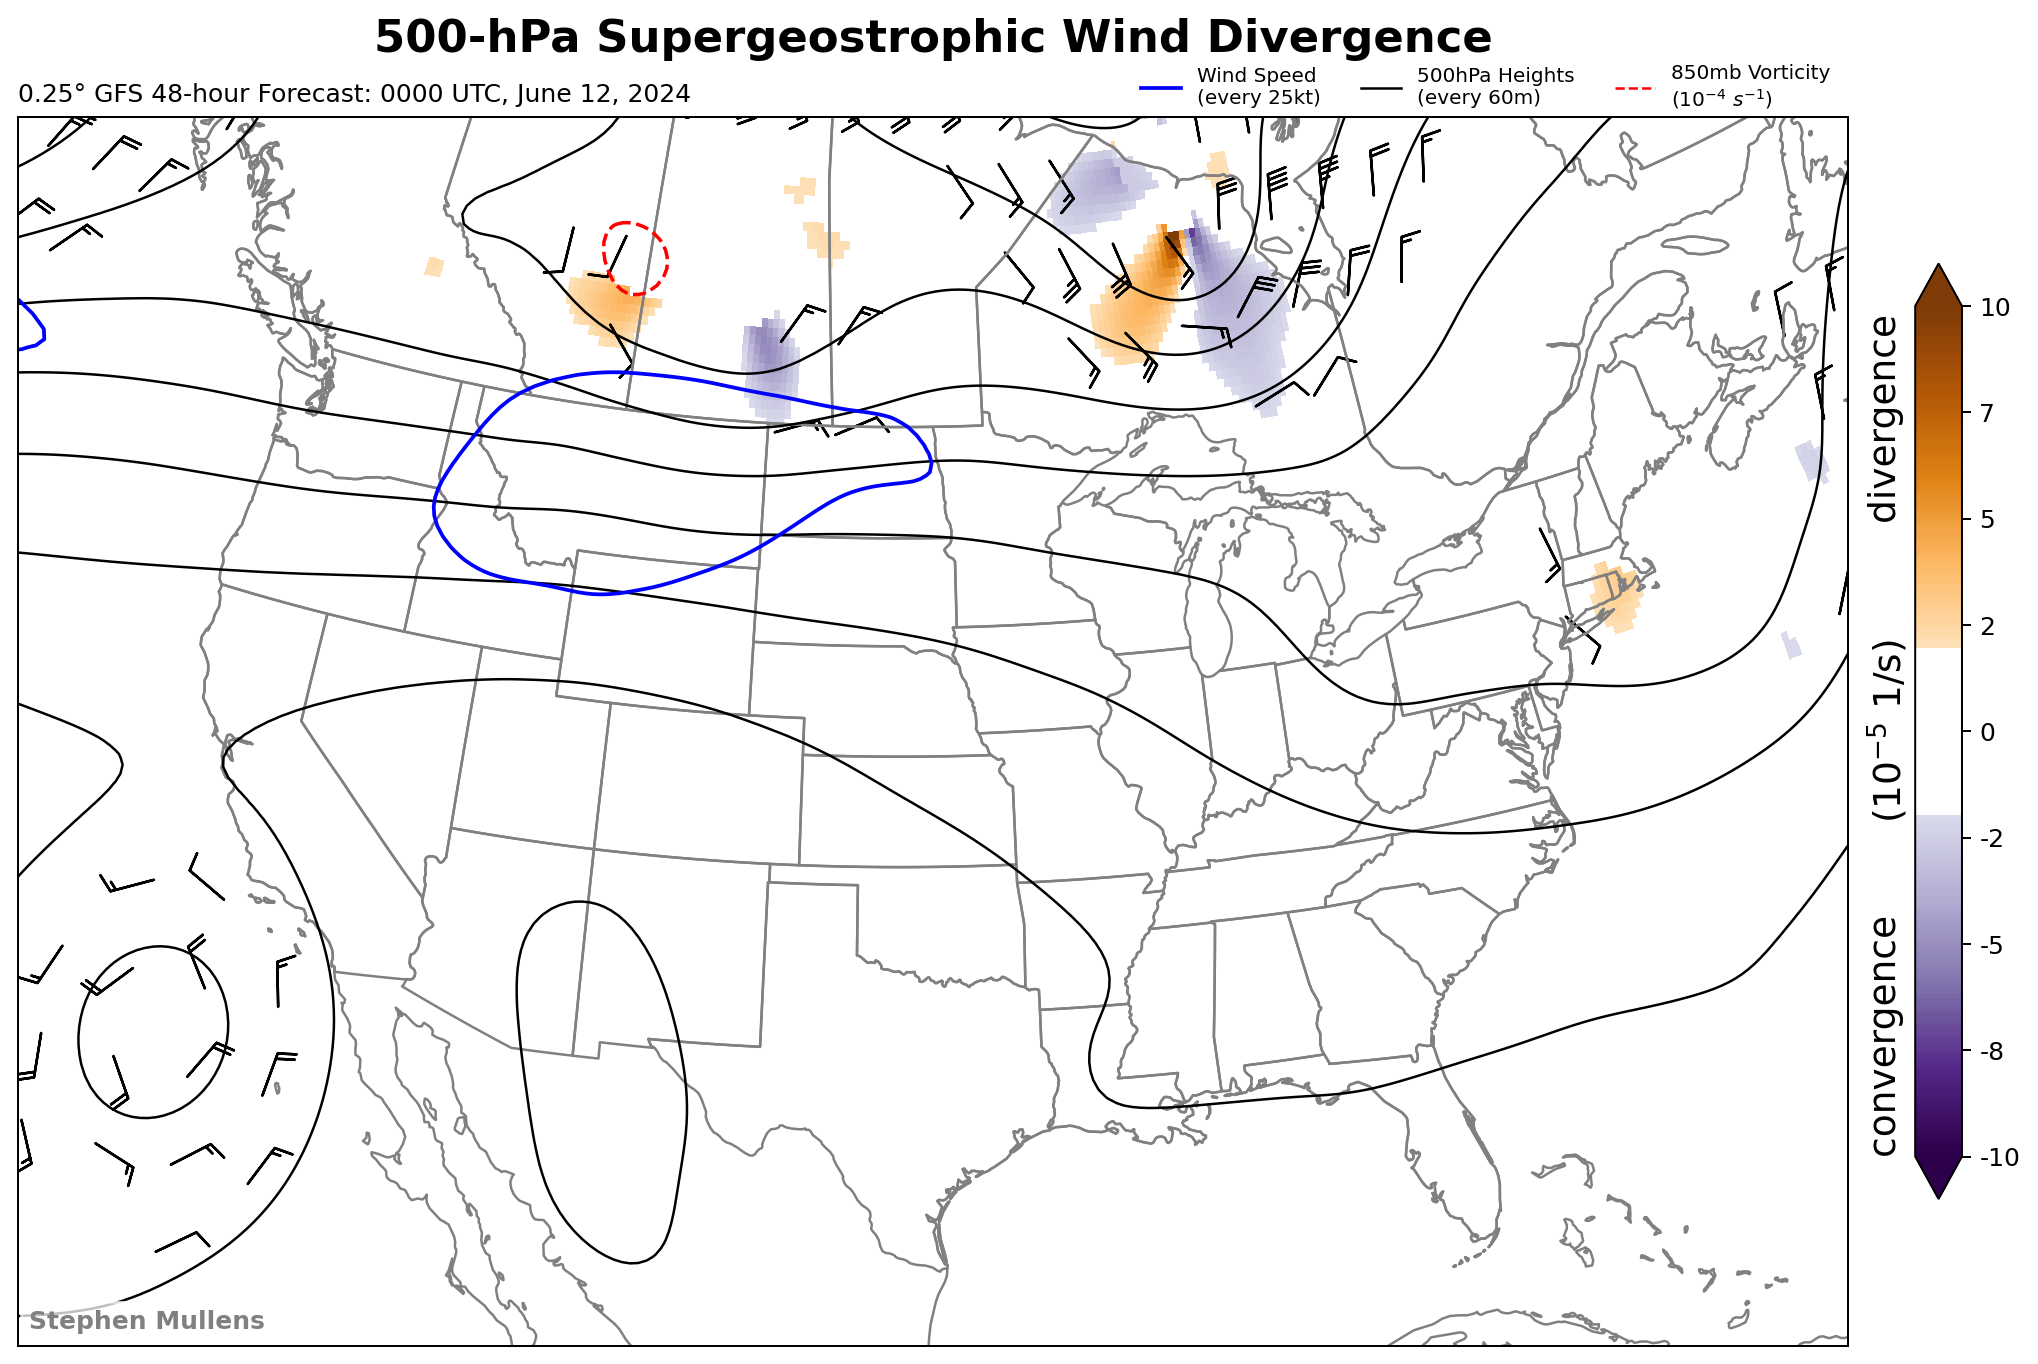 500-hPa Supergeostrophic Wind Divergence
0.25° GFS 48-hour Forecast: 0000 UTC, June 12, 2024
Wind Speed
(every 25kt)
500hPa Heights
(every 60m)
850mb Vorticity
(10⁻⁴ s⁻¹)
10
7
5
2
0
-2
-5
-8
-10
convergence (10⁻⁵ 1/s) divergence
Stephen Mullens